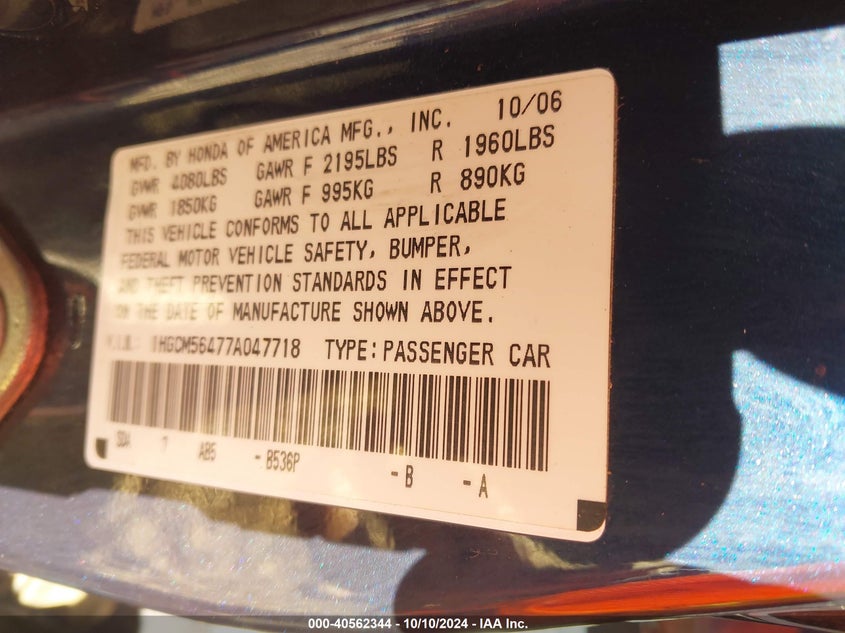 MFD. BY HONDA OF AMERICA MFG., INC. 10/06
GVWR 4080LBS GAWR F 2195LBS R 1960LBS
GVWR 1850KG GAWR F 995KG R 890KG
THIS VEHICLE CONFORMS TO ALL APPLICABLE
FEDERAL MOTOR VEHICLE SAFETY, BUMPER,
AND THEFT PREVENTION STANDARDS IN EFFECT
ON THE DATE OF MANUFACTURE SHOWN ABOVE.
V.I.N.: 1HGCM56477A047718 TYPE: PASSENGER CAR
SDA 7 AB5 - B536P - B - A
000-40562344 - 10/10/2024 - IAA Inc.